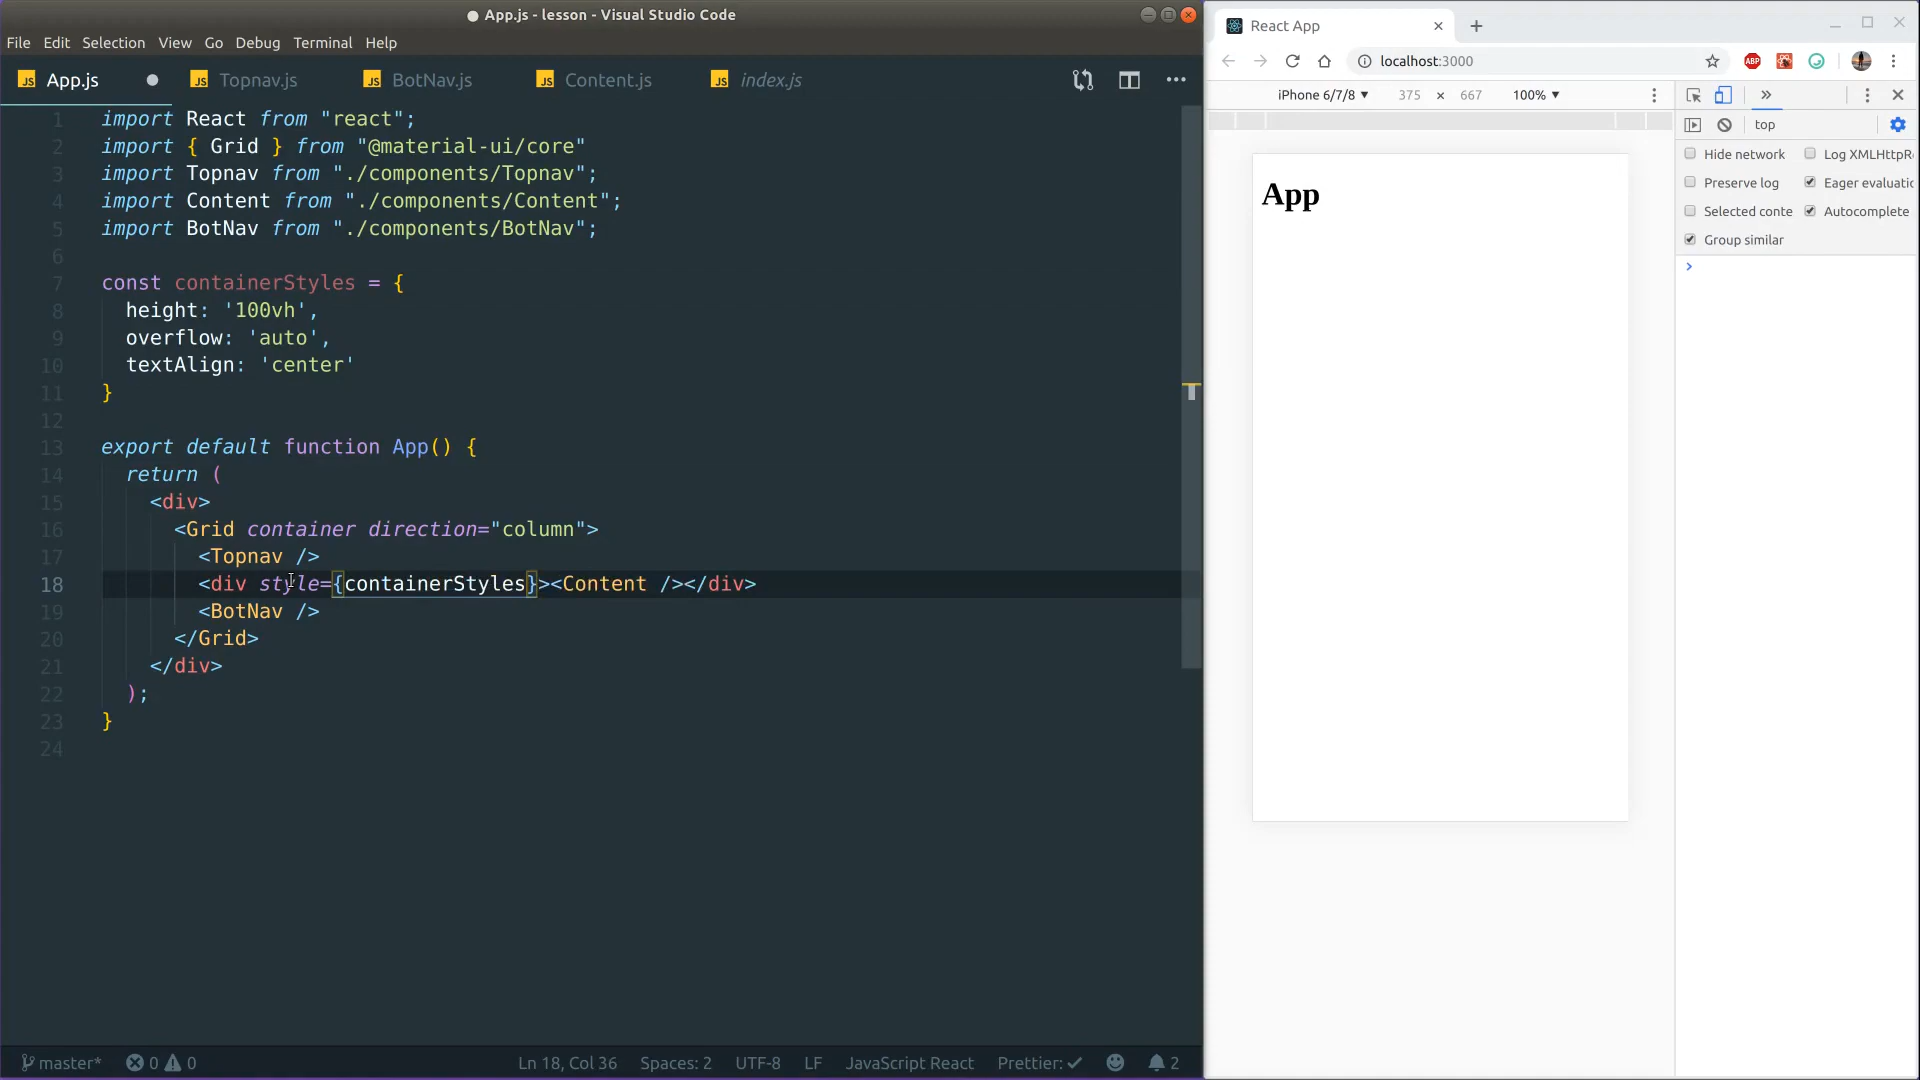 App.js - lesson - Visual Studio Code
File Edit Selection View Go Debug Terminal Help
JS App.js JS Topnav.js JS BotNav.js JS Content.js JS index.js
1 import React from "react";
2 import { Grid } from "@material-ui/core"
3 import Topnav from "./components/Topnav";
4 import Content from "./components/Content";
5 import BotNav from "./components/BotNav";
6
7 const containerStyles = {
8 height: '100vh',
9 overflow: 'auto',
10 textAlign: 'center'
11 }
12
13 export default function App() {
14 return (
15 <div>
16 <Grid container direction="column">
17 <Topnav />
18 <div style={containerStyles}><Content /></div>
19 <BotNav />
20 </Grid>
21 </div>
22 );
23 }
24
master* 0 0 Ln 18, Col 36 Spaces: 2 UTF-8 LF JavaScript React Prettier: 2
React App
localhost:3000
ABP
iPhone 6/7/8 375 × 667 100%
App
top
Hide network
Log XMLHttpR
Preserve log
Eager evaluatio
Selected conte
Autocomplete
Group similar